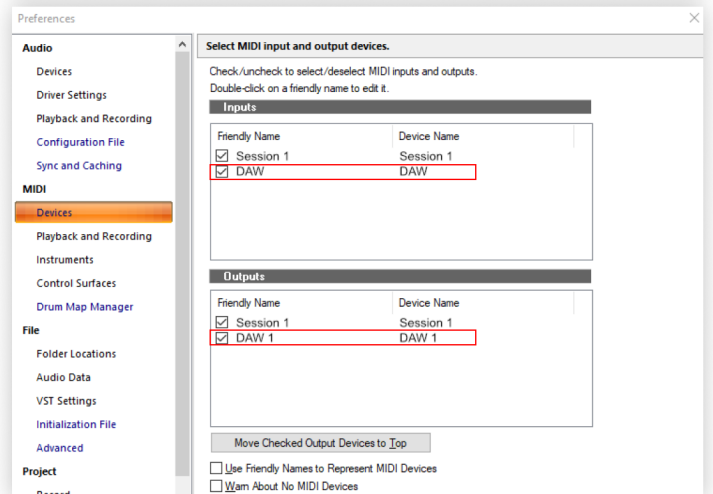 Preferences
Audio
Devices
Driver Settings
Playback and Recording
Configuration File
Sync and Caching
MIDI
Devices
Playback and Recording
Instruments
Control Surfaces
Drum Map Manager
File
Folder Locations
Audio Data
VST Settings
Initialization File
Advanced
Project
Record
Select MIDI input and output devices.
Check/uncheck to select/deselect MIDI inputs and outputs.
Double-click on a friendly name to edit it.
Inputs
Friendly Name Device Name
Session 1 Session 1
DAW DAW
Outputs
Friendly Name Device Name
Session 1 Session 1
DAW 1 DAW 1
Move Checked Output Devices to Top
Use Friendly Names to Represent MIDI Devices
Warn About No MIDI Devices